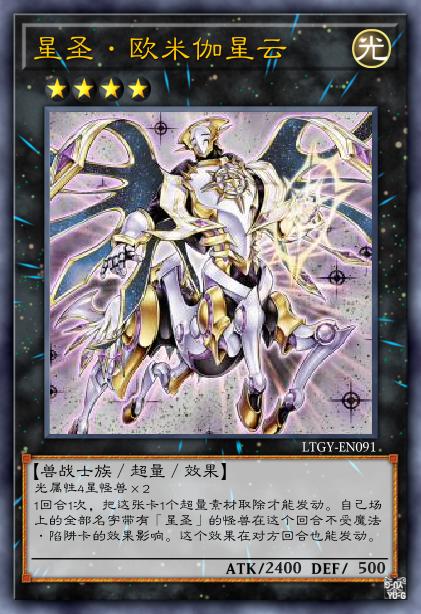 星圣·欧米伽星云
光
LTGY-EN091
【兽战士族/超量/效果】
光属性4星怪兽×2
1回合1次，把这张卡1个超量素材取除才能发动。自己场
上的全部名字带有「星圣」的怪兽在这个回合不受魔法
·陷阱卡的效果影响。这个效果在对方回合也能发动。
ATK/2400 DEF/ 500